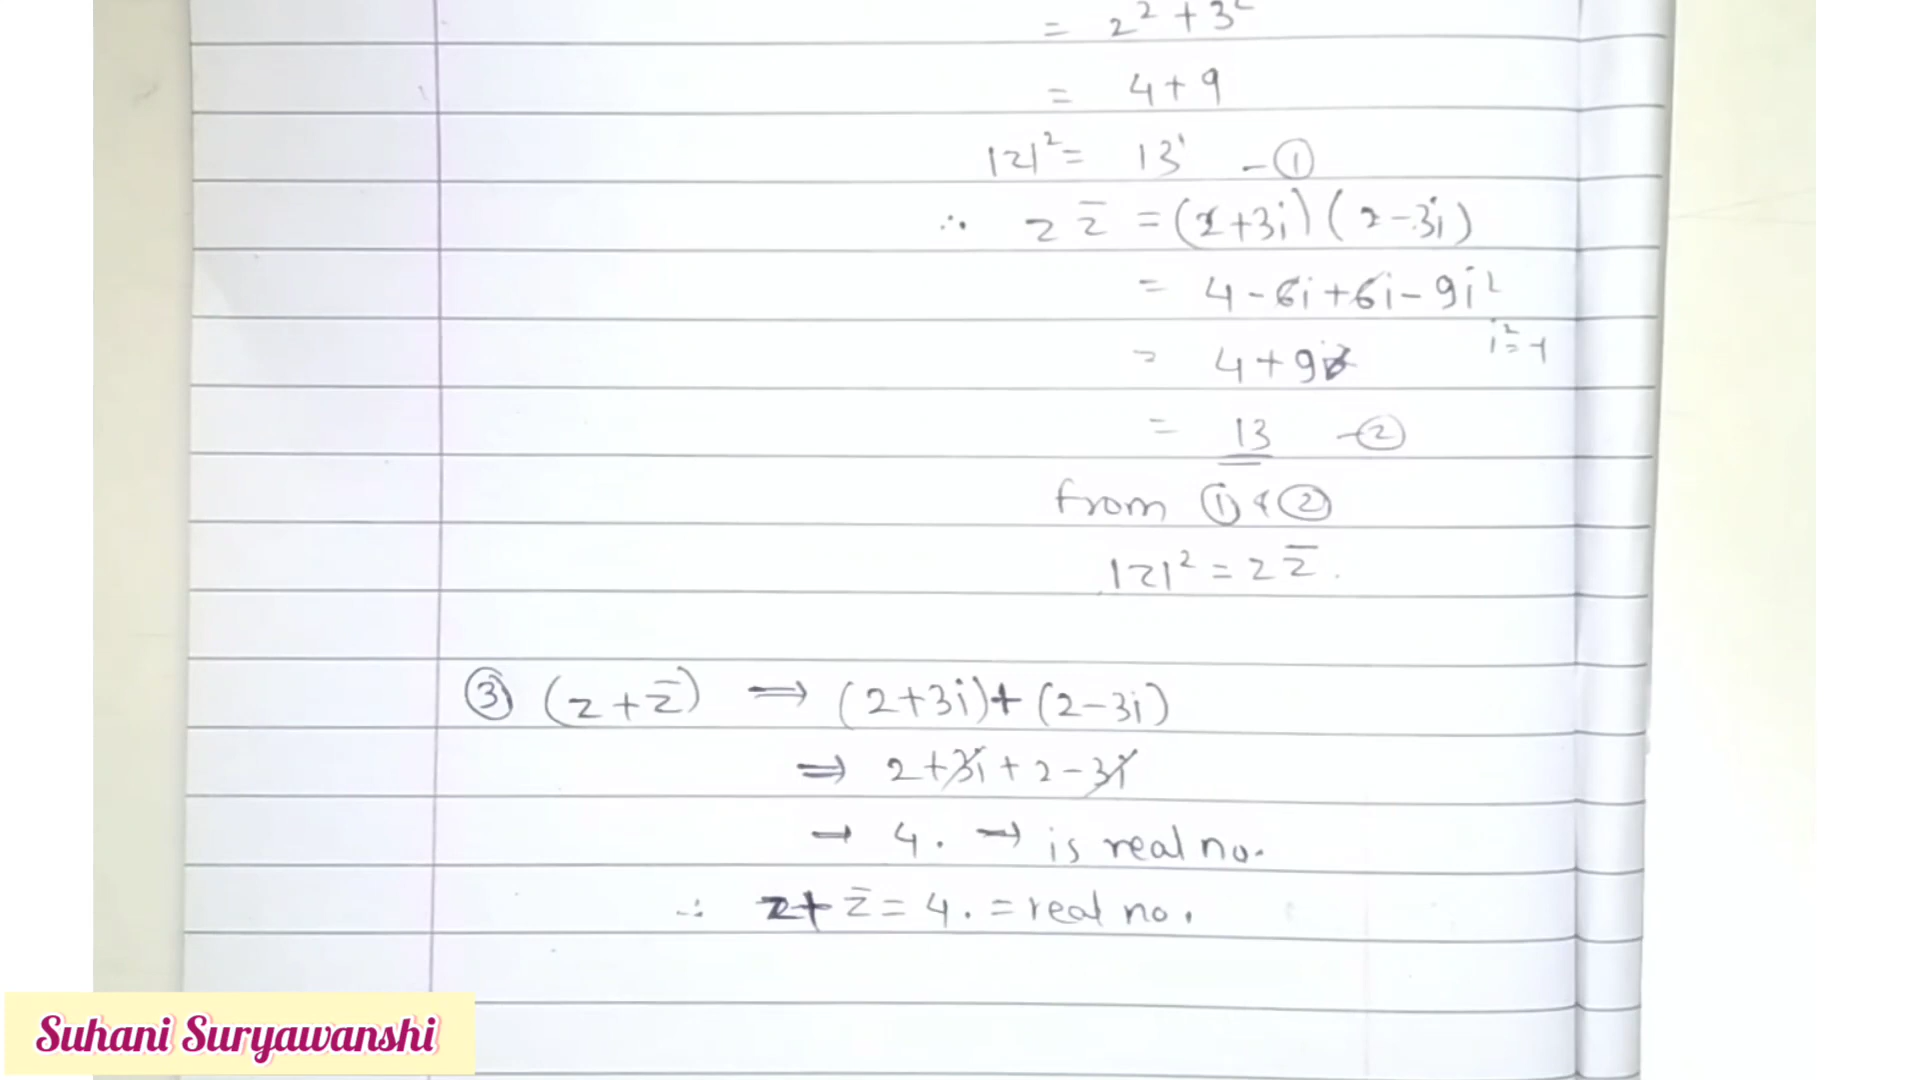 = 2² + 3²
= 4 + 9
|z|² = 13 - ①
∴ z z̄ = (2+3i) (2-3i)
= 4 - 6i + 6i - 9i²
i² = -1
= 4 + 9
= 13 - ②
from ① & ②
|z|² = z z̄.
③ (z + z̄) ⇒ (2+3i) + (2-3i)
⇒ 2 + 3i + 2 - 3i
→ 4. → is real no.
∴ z + z̄ = 4. = real no.
Suhani Suryawanshi